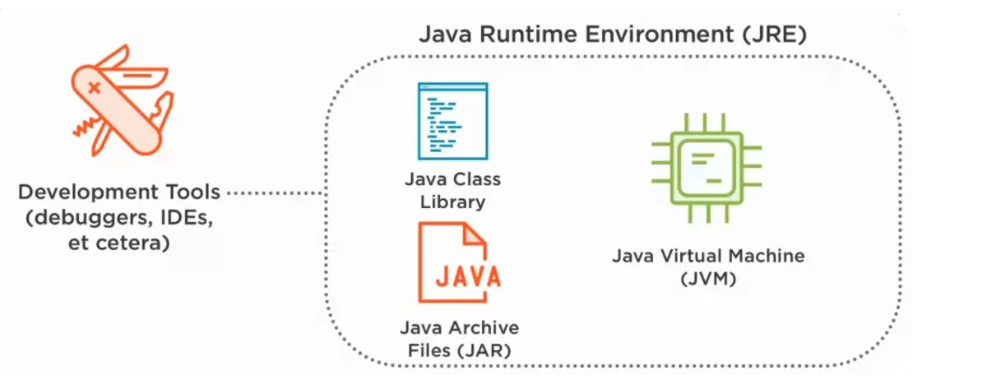 Java Runtime Environment (JRE)
Development Tools
(debuggers, IDEs,
et cetera)
Java Class
Library
JAVA
Java Archive
Files (JAR)
Java Virtual Machine
(JVM)